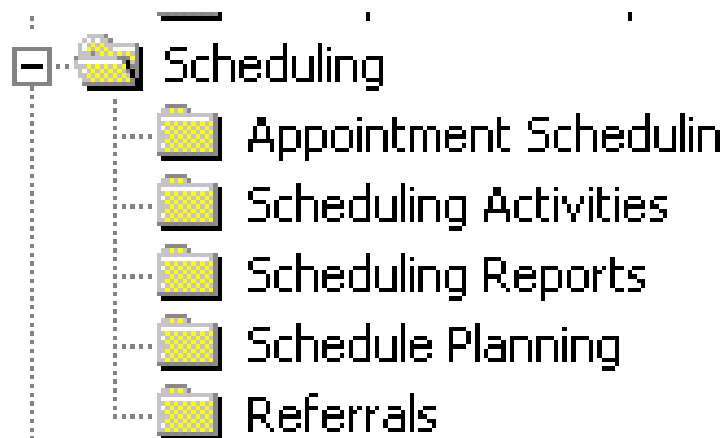 Scheduling
Appointment Schedulin
Scheduling Activities
Scheduling Reports
Schedule Planning
Referrals